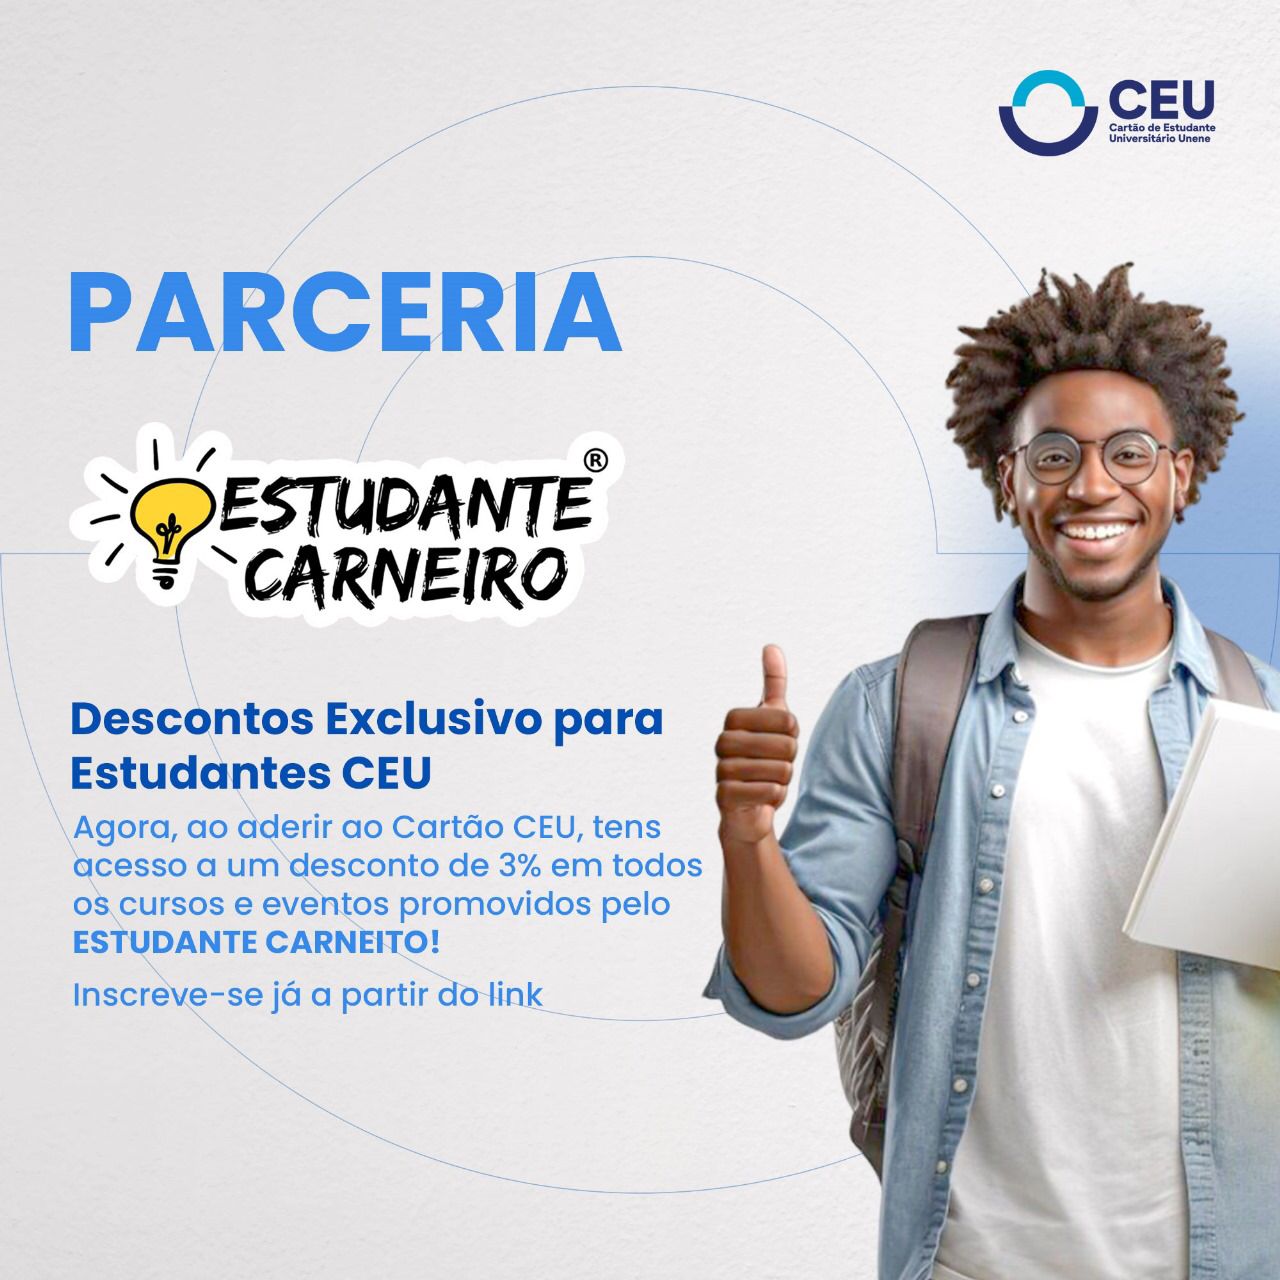 CEU
Cartão de Estudante
Universitário Unene
PARCERIA
ESTUDANTE®
CARNEIRO
Descontos Exclusivo para
Estudantes CEU
Agora, ao aderir ao Cartão CEU, tens
acesso a um desconto de 3% em todos
os cursos e eventos promovidos pelo
ESTUDANTE CARNEITO!
Inscreve-se já a partir do link